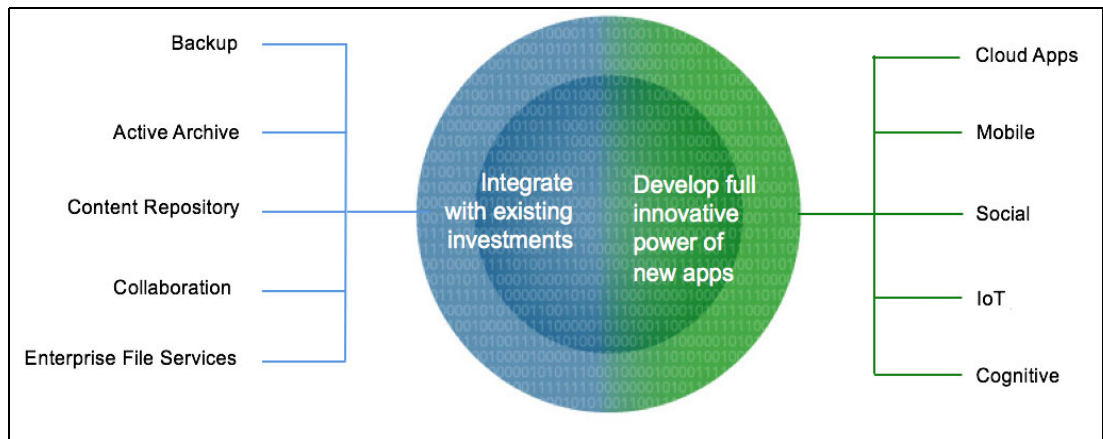 Backup
Active Archive
Content Repository
Collaboration
Enterprise File Services
Integrate
with existing
investments
Develop full
innovative
power of
new apps
Cloud Apps
Mobile
Social
IoT
Cognitive